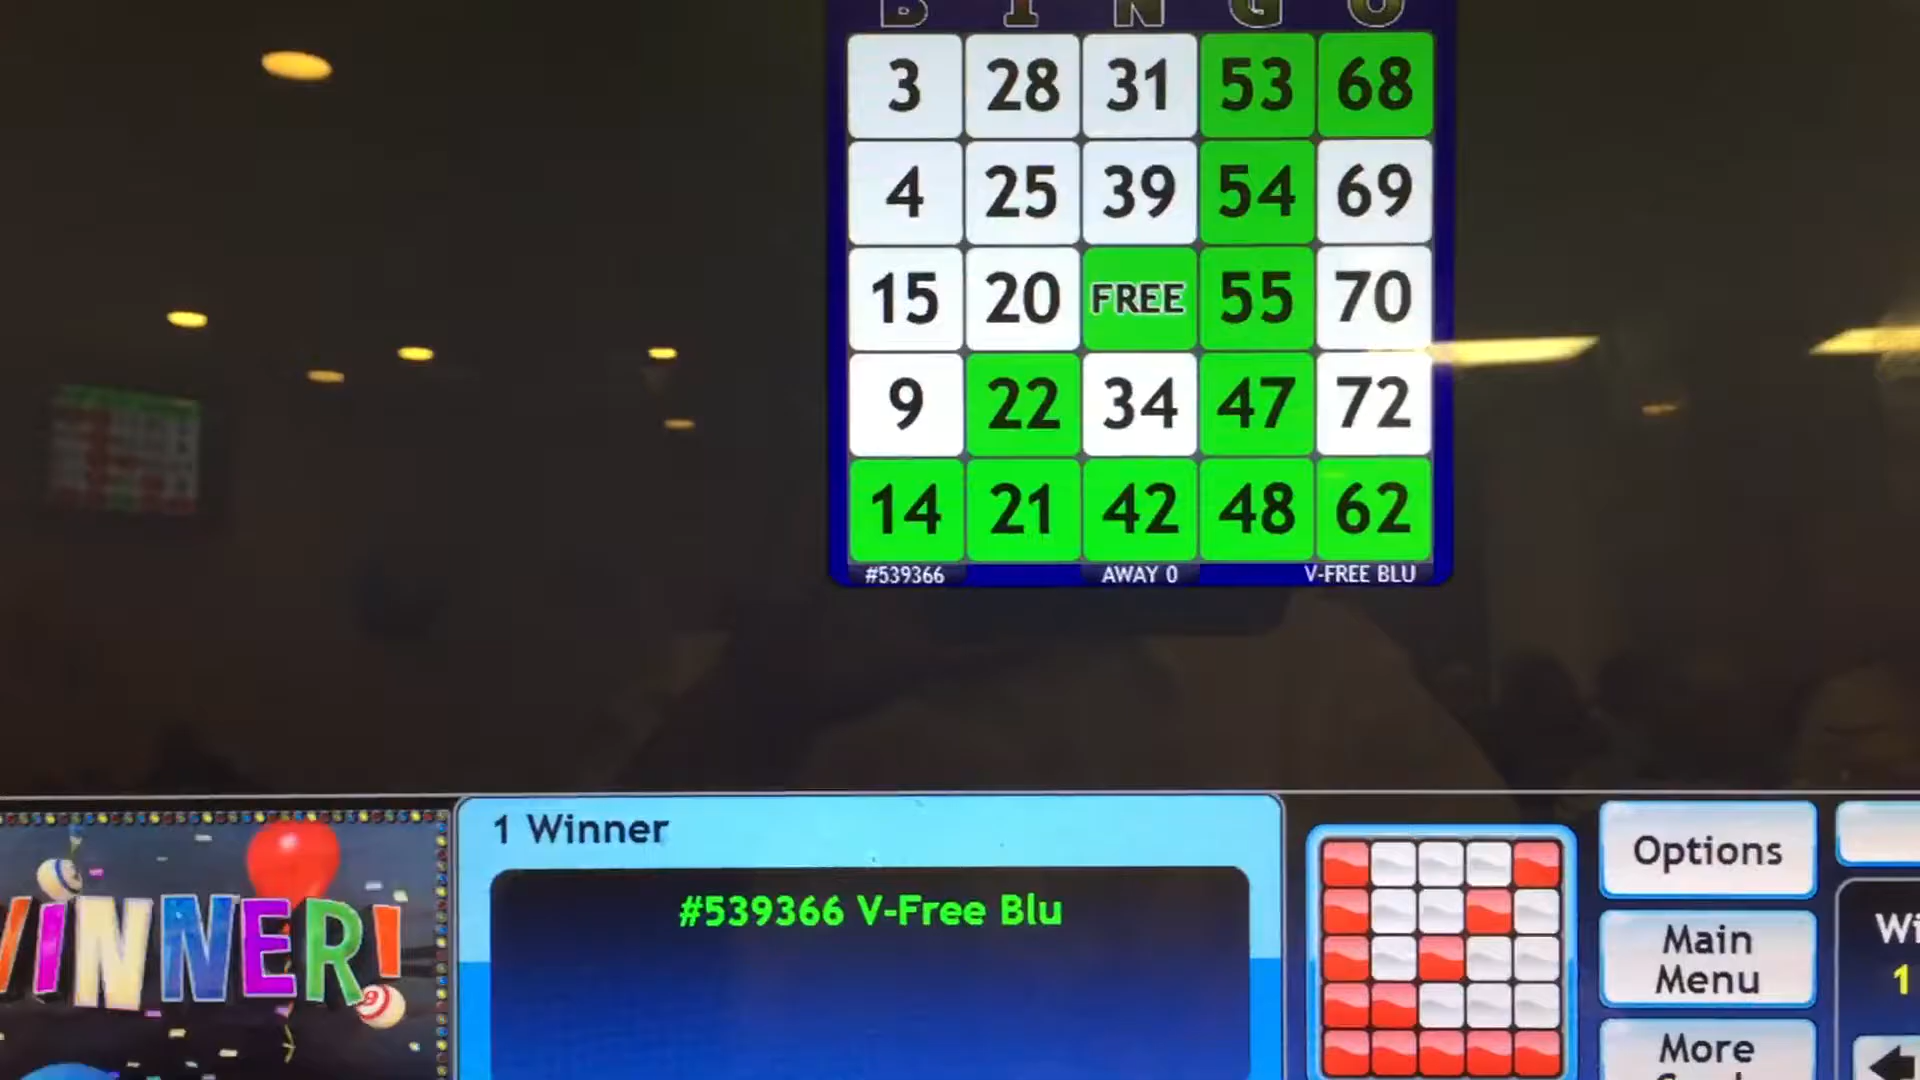 B I N G O
3 28 31 53 68
4 25 39 54 69
15 20 FREE 55 70
9 22 34 47 72
14 21 42 48 62
#539366 AWAY 0 V-FREE BLU
1 Winner
#539366 V-Free Blu
WINNER!
Options
Main
Menu
More
1